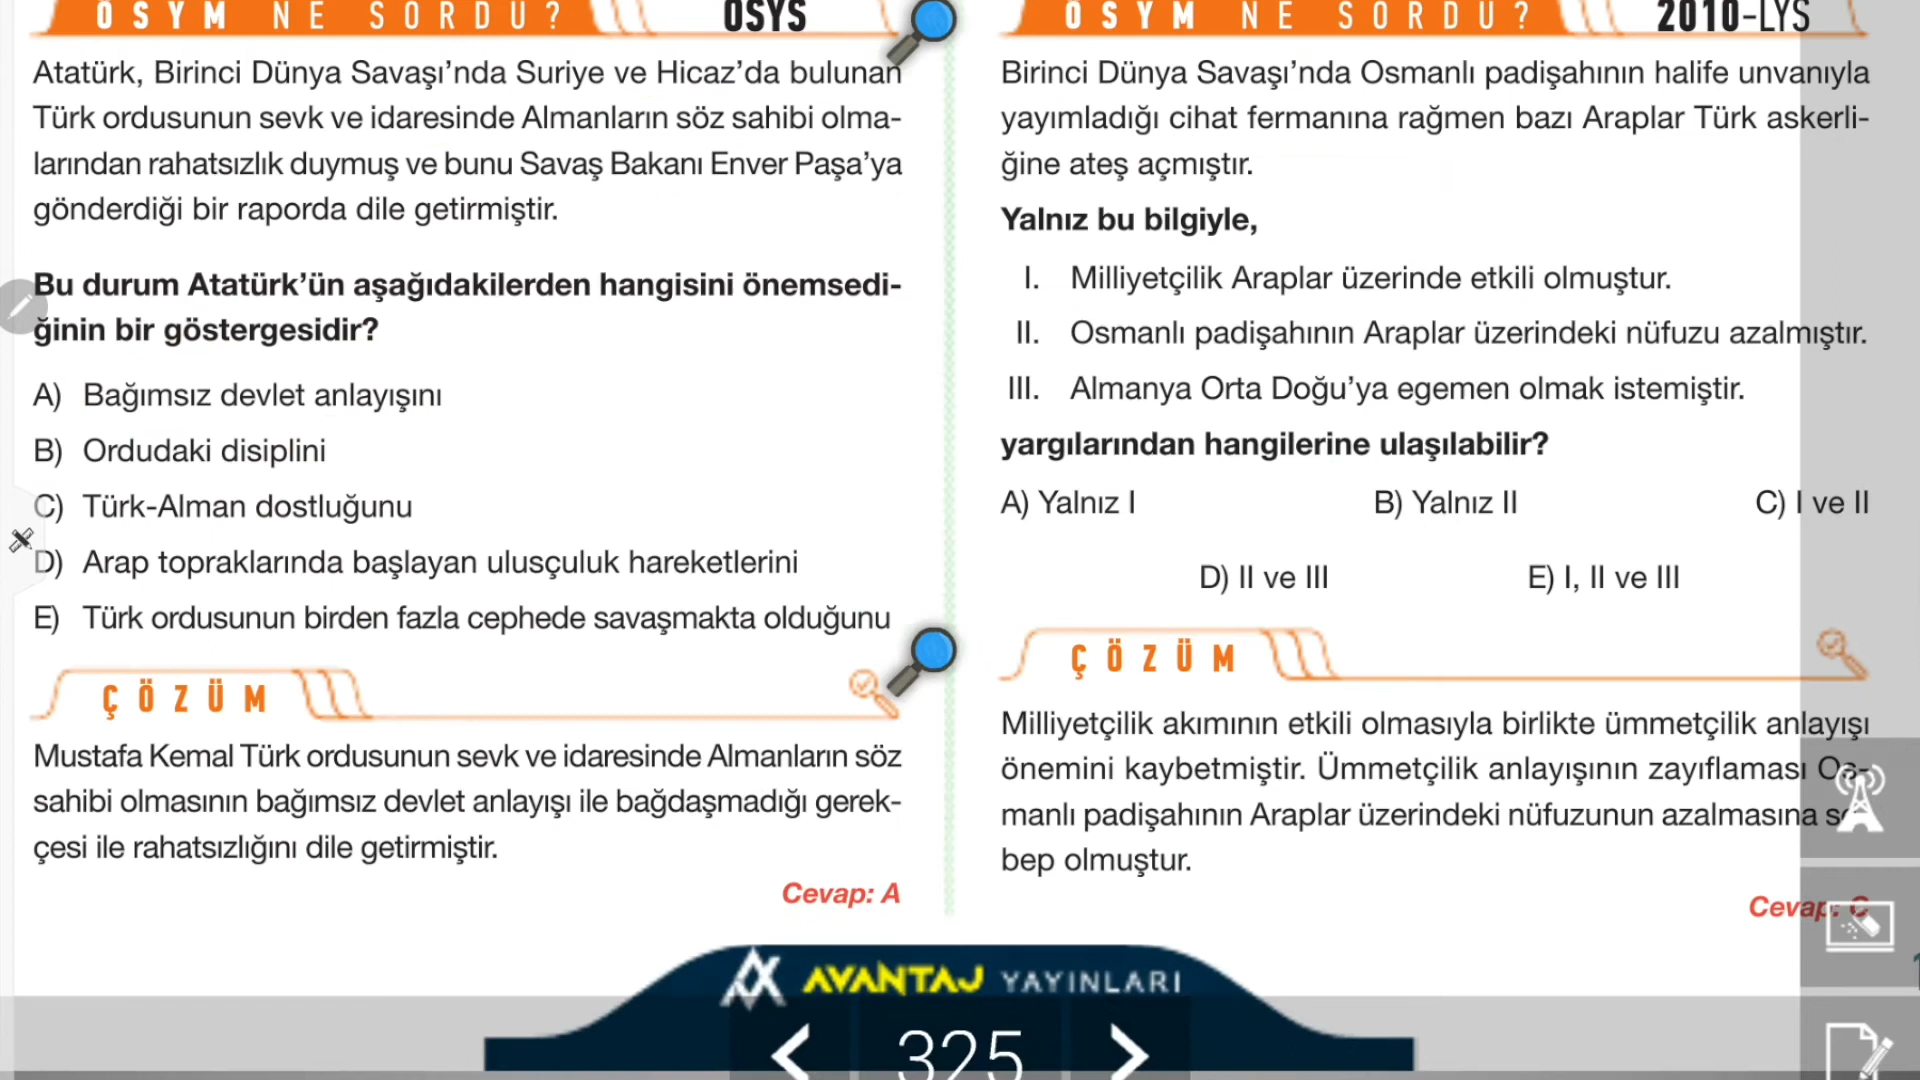 ÖSYM NE SORDU?
ÖSYS
Atatürk, Birinci Dünya Savaşı’nda Suriye ve Hicaz’da bulunan
Türk ordusunun sevk ve idaresinde Almanların söz sahibi olma-
larından rahatsızlık duymuş ve bunu Savaş Bakanı Enver Paşa’ya
gönderdiği bir raporda dile getirmiştir.
Bu durum Atatürk’ün aşağıdakilerden hangisini önemsedi-
ğinin bir göstergesidir?
A) Bağımsız devlet anlayışını
B) Ordudaki disiplini
C) Türk-Alman dostluğunu
D) Arap topraklarında başlayan ulusçuluk hareketlerini
E) Türk ordusunun birden fazla cephede savaşmakta olduğunu
ÇÖZÜM
Mustafa Kemal Türk ordusunun sevk ve idaresinde Almanların söz
sahibi olmasının bağımsız devlet anlayışı ile bağdaşmadığı gerek-
çesi ile rahatsızlığını dile getirmiştir.
Cevap: A
ÖSYM NE SORDU?
2010-LYS
Birinci Dünya Savaşı’nda Osmanlı padişahının halife unvanıyla
yayımladığı cihat fermanına rağmen bazı Araplar Türk askerli-
ğine ateş açmıştır.
Yalnız bu bilgiyle,
I. Milliyetçilik Araplar üzerinde etkili olmuştur.
II. Osmanlı padişahının Araplar üzerindeki nüfuzu azalmıştır.
III. Almanya Orta Doğu’ya egemen olmak istemiştir.
yargılarından hangilerine ulaşılabilir?
A) Yalnız I B) Yalnız II C) I ve II
D) II ve III E) I, II ve III
ÇÖZÜM
Milliyetçilik akımının etkili olmasıyla birlikte ümmetçilik anlayışı
önemini kaybetmiştir. Ümmetçilik anlayışının zayıflaması Os-
manlı padişahının Araplar üzerindeki nüfuzunun azalmasına se-
bep olmuştur.
Cevap: C
AVANTAJ YAYINLARI
325